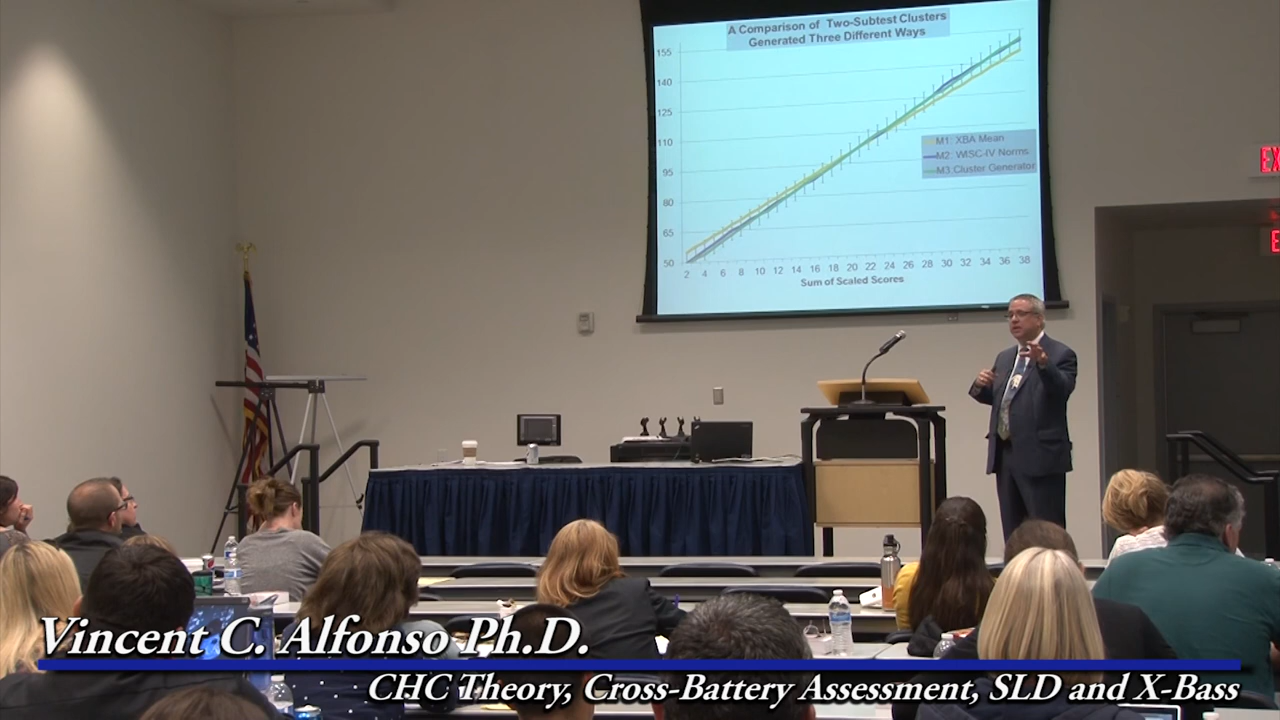 A Comparison of Two-Subtest Clusters
Generated Three Different Ways
155
140
125
110
95
80
65
50
M1: XBA Mean
M2: WISC-IV Norms
M3 Cluster Generator
2 4 6 8 10 12 14 16 18 20 22 24 26 28 30 32 34 36 38
Sum of Scaled Scores
EX
E
Vincent C. Alfonso Ph.D.
CHC Theory, Cross-Battery Assessment, SLD and X-Bass